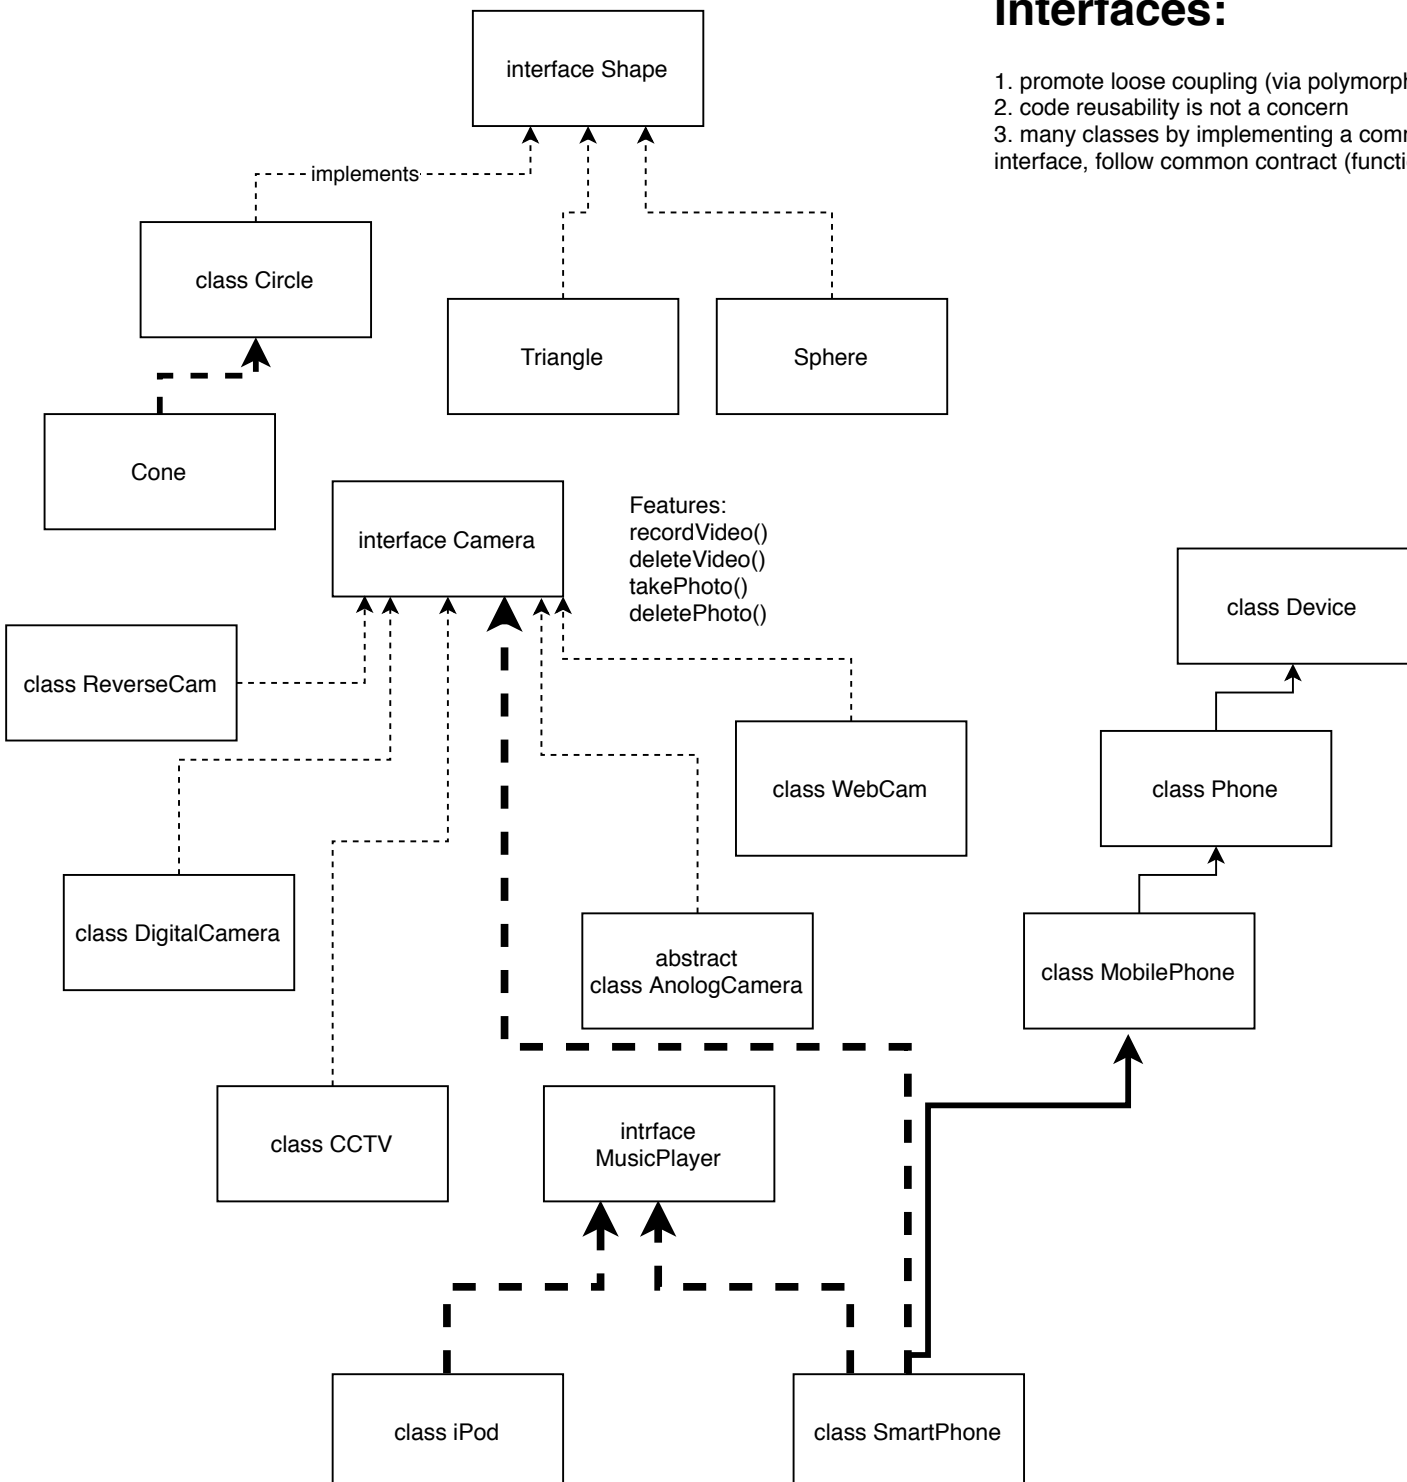 Interfaces:
1. promote loose coupling (via
2. code reusability is not a concern
3. many classes by implementing a
interface, follow common contract
interface Shape
implements
class Circle
Triangle
Sphere
Cone
interface Camera
Features:
recordVideo()
deleteVideo()
takePhoto()
deletePhoto()
class Device
class ReverseCam
class WebCam
class Phone
class DigitalCamera
abstract
class AnologCamera
class MobilePhone
class CCTV
intrface
MusicPlayer
class iPod
class SmartPhone